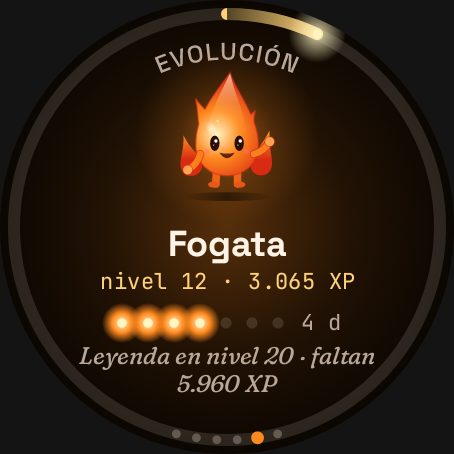 EVOLUCIÓN
Fogata
nivel 12 · 3.065 XP
4 d
Leyenda en nivel 20 · faltan
5.960 XP